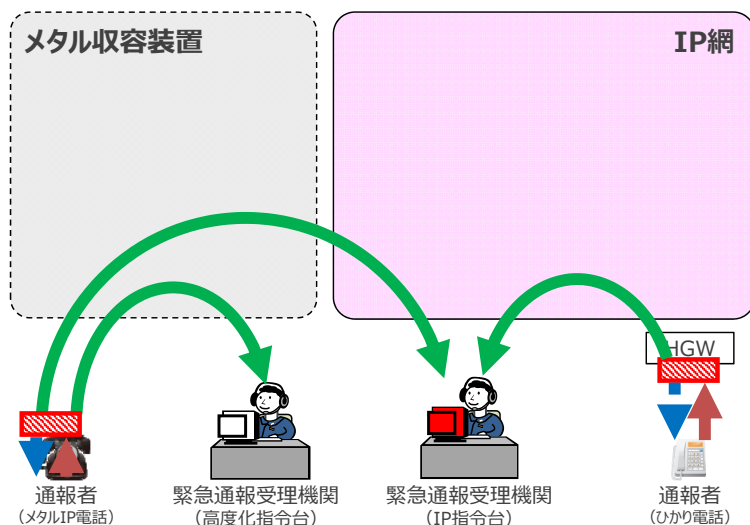 メタル収容装置
IP網
HGW
通報者
(メタルIP電話)
緊急通報受理機関
(高度化指令台)
緊急通報受理機関
(IP指令台)
通報者
(ひかり電話)